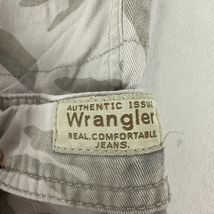 AUTHENTIC ISSUE
Wrangler
REAL.COMFORTABLE
JEANS.